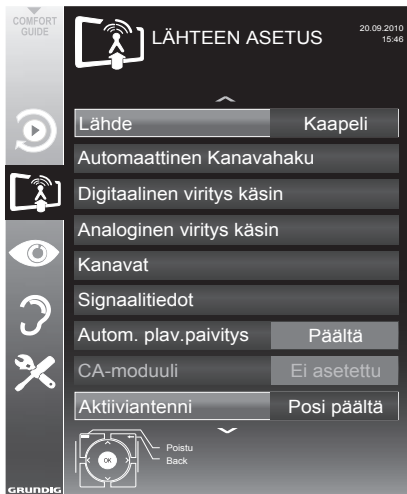 COMFORT
GUIDE
LÄHTEEN ASETUS
20.09.2010
15:46
Lähde Kaapeli
Automaattinen Kanavahaku
Digitaalinen viritys käsin
Analoginen viritys käsin
Kanavat
Signaalitiedot
Autom. plav.paivitys Päältä
CA-moduuli Ei asetettu
Aktiiviantenni Posi päältä
OK
Poistu
Back
GRUNDIG